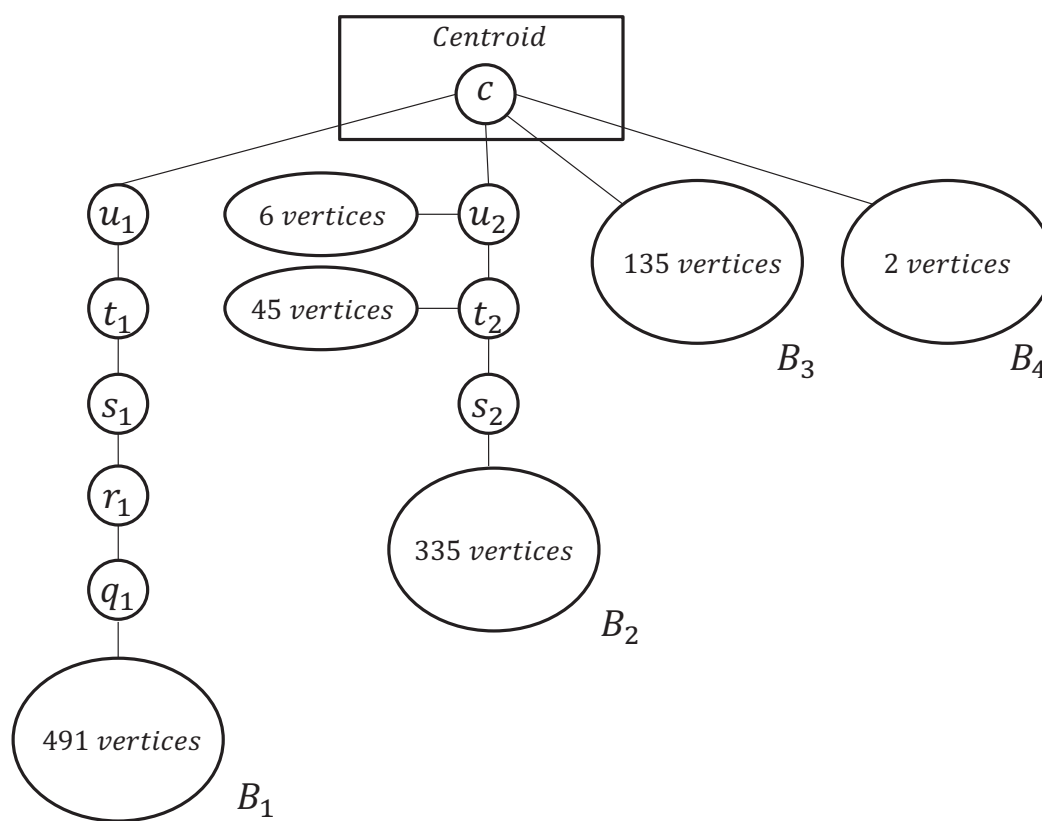 Centroid
c
u₁
6 vertices
u₂
135 vertices
2 vertices
t₁
45 vertices
t₂
B₃
B₄
s₁
s₂
r₁
335 vertices
q₁
B₂
491 vertices
B₁